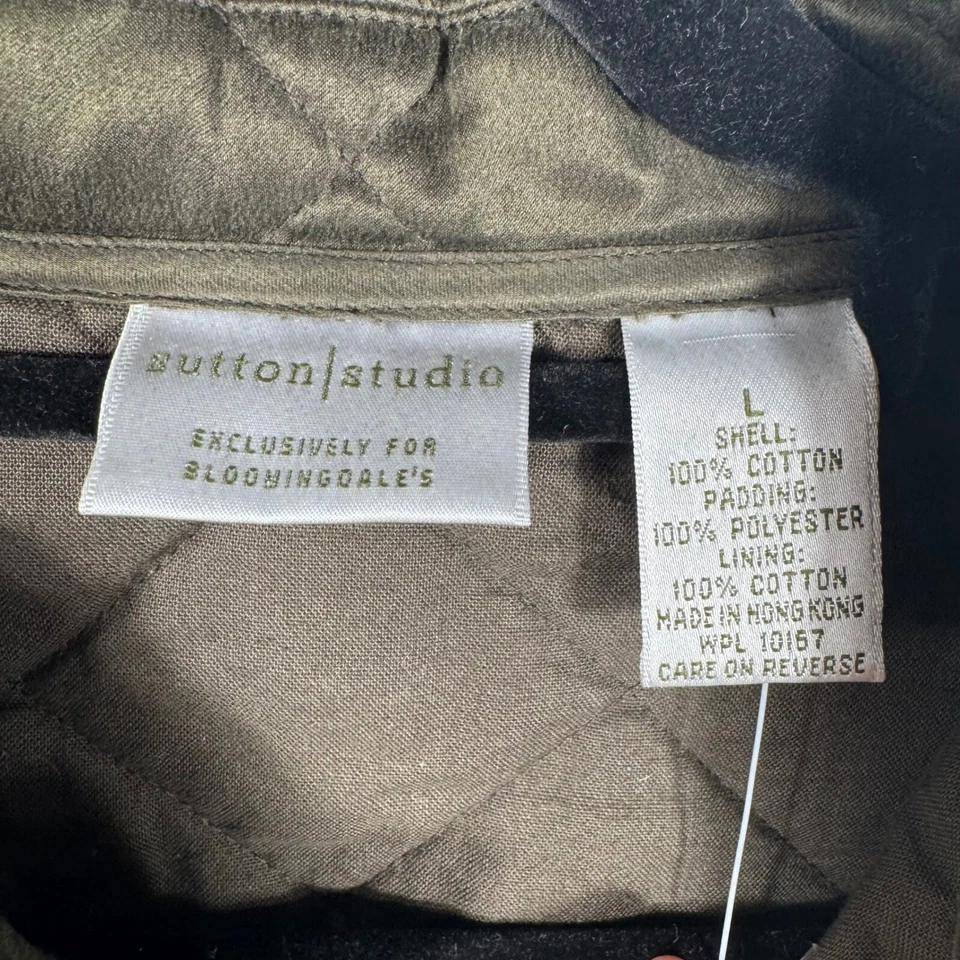 sutton|studio
EXCLUSIVELY FOR
BLOOMINGDALE'S
L
SHELL:
100% COTTON
PADDING:
100% POLYESTER
LINING:
100% COTTON
MADE IN HONG KONG
WPL 10167
CARE ON REVERSE